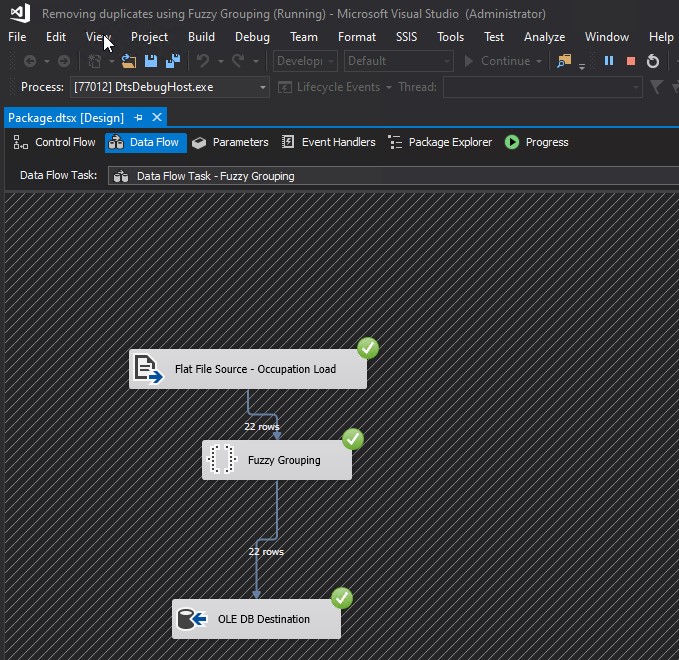 Removing duplicates using Fuzzy Grouping (Running) - Microsoft Visual Studio (Administrator)
File Edit View Project Build Debug Team Format SSIS Tools Test Analyze Window Help
Develop Default Continue
Process: [77012] DtsDebugHost.exe Lifecycle Events Thread:
Package.dtsx [Design]
Control Flow Data Flow Parameters Event Handlers Package Explorer Progress
Data Flow Task: Data Flow Task - Fuzzy Grouping
Flat File Source - Occupation Load
22 rows
Fuzzy Grouping
22 rows
OLE DB Destination